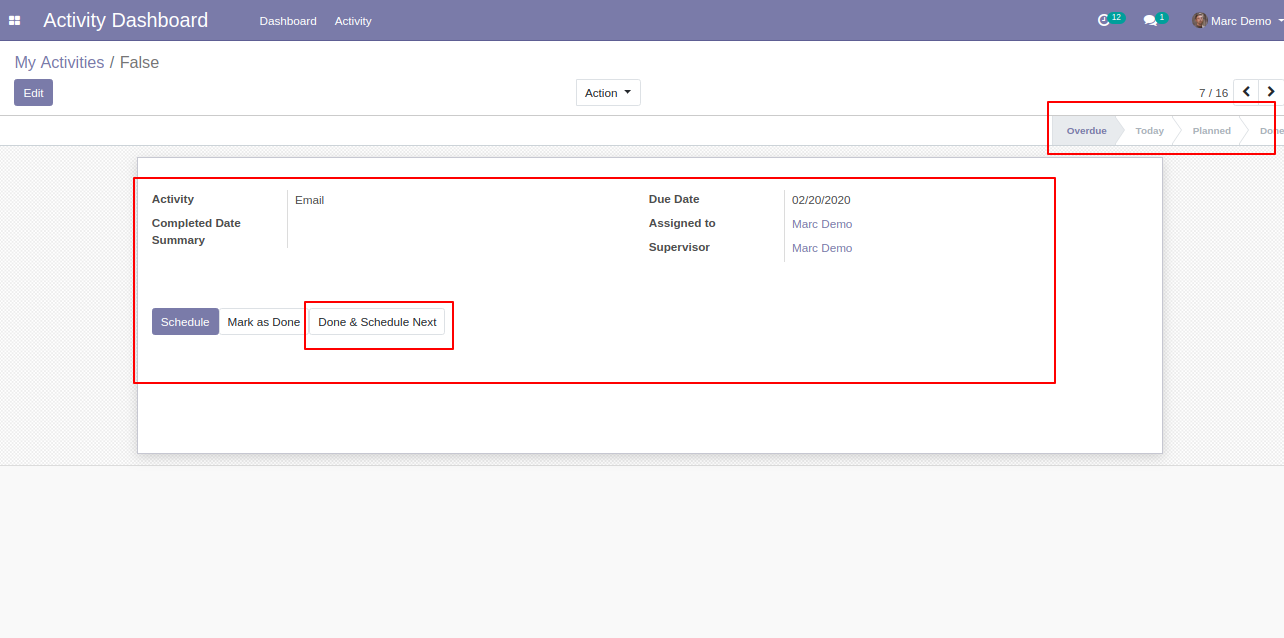 Activity Dashboard Dashboard Activity 12 1 Marc Demo
My Activities / False
Edit Action 7 / 16
Overdue Today Planned Done
Activity Email Due Date 02/20/2020
Completed Date Assigned to Marc Demo
Summary Supervisor Marc Demo
Schedule Mark as Done Done & Schedule Next